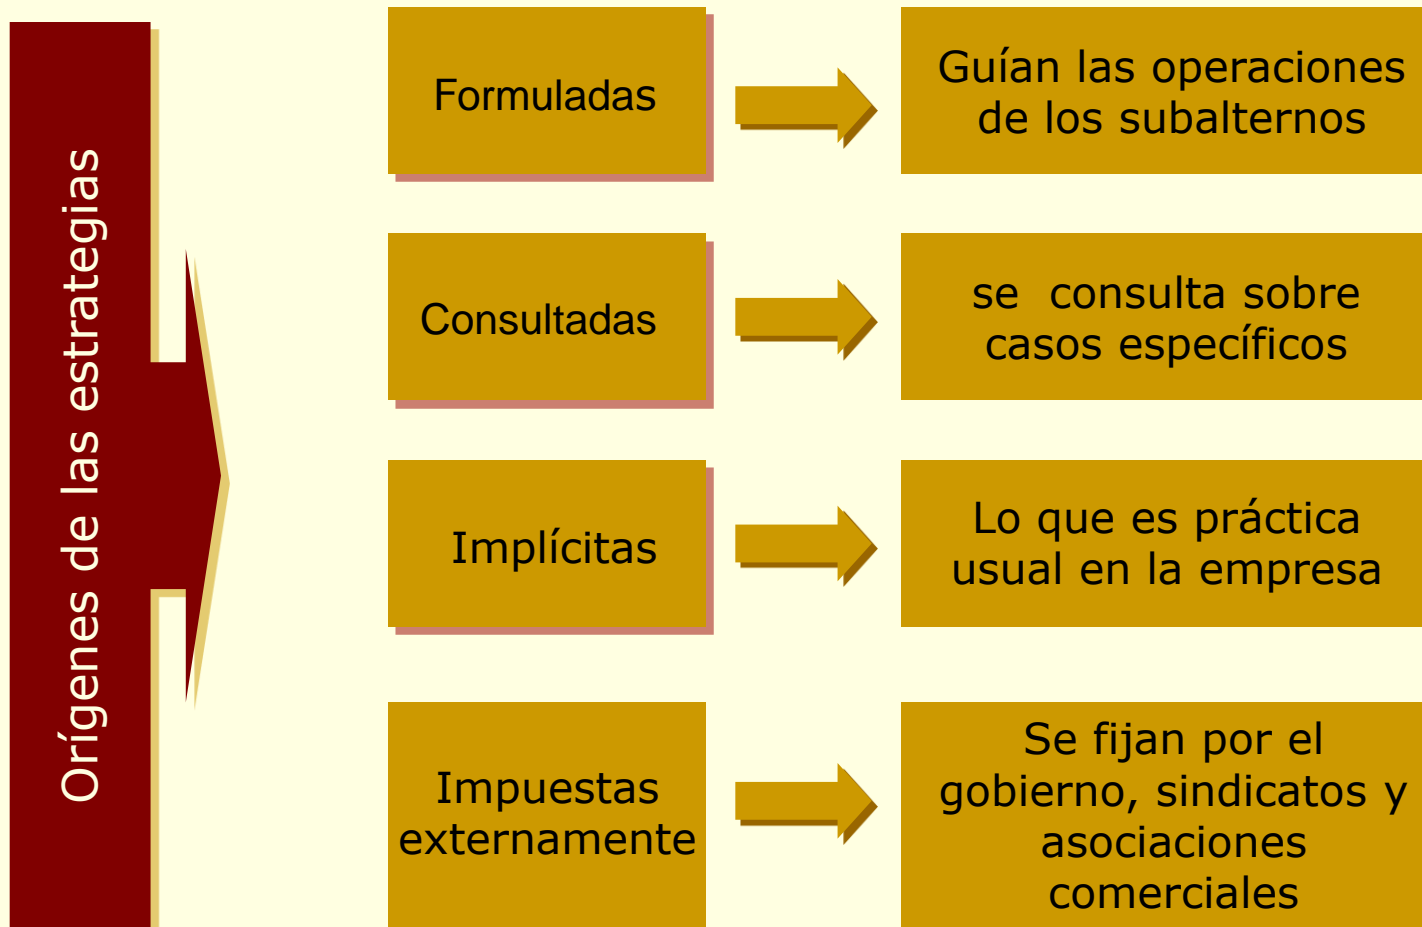 Orígenes de las estrategias
Formuladas
Guían las operaciones
de los subalternos
Consultadas
se consulta sobre
casos específicos
Implícitas
Lo que es práctica
usual en la empresa
Impuestas
externamente
Se fijan por el
gobierno, sindicatos y
asociaciones
comerciales